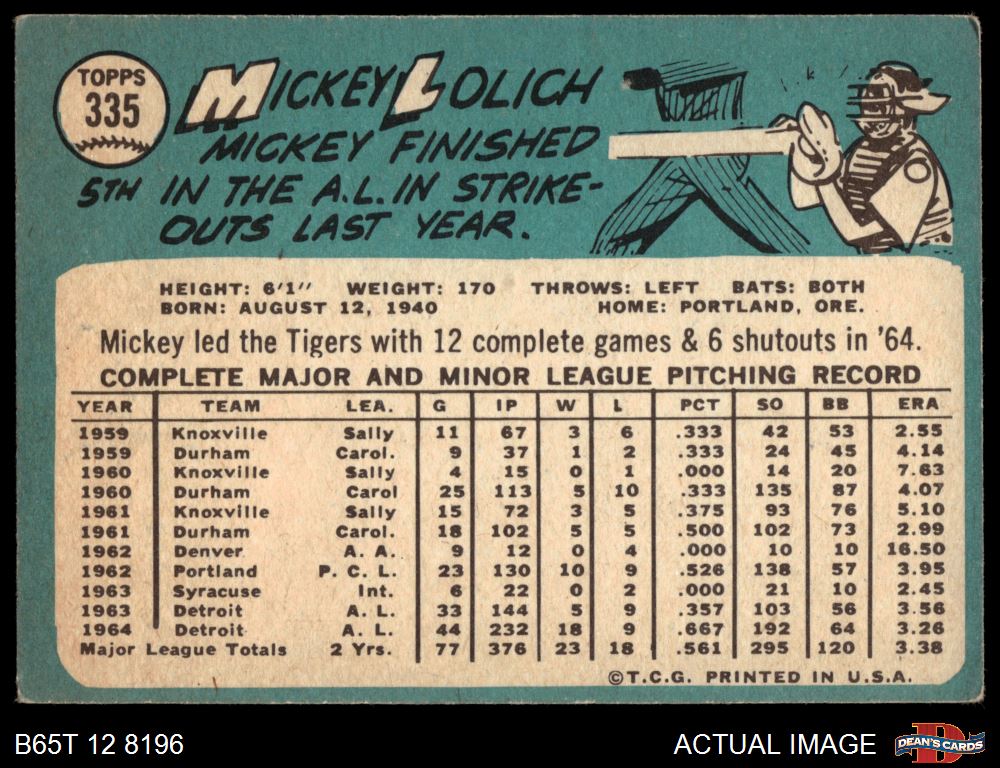 TOPPS
335
MICKEY LOLICH
MICKEY FINISHED
5TH IN THE A.L. IN STRIKE-
OUTS LAST YEAR.
HEIGHT: 6'1" WEIGHT: 170 THROWS: LEFT BATS: BOTH
BORN: AUGUST 12, 1940 HOME: PORTLAND, ORE.
Mickey led the Tigers with 12 complete games & 6 shutouts in '64.
COMPLETE MAJOR AND MINOR LEAGUE PITCHING RECORD
YEAR TEAM LEA. G IP W L PCT SO BB ERA
1959 Knoxville Sally 11 67 3 6 .333 42 53 2.55
1959 Durham Carol. 9 37 1 2 .333 24 45 4.14
1960 Knoxville Sally 4 15 0 1 .000 14 20 7.63
1960 Durham Carol 25 113 5 10 .333 135 87 4.07
1961 Knoxville Sally 15 72 3 5 .375 93 76 5.10
1961 Durham Carol. 18 102 5 5 .500 102 73 2.99
1962 Denver A. A. 9 12 0 4 .000 10 10 16.50
1962 Portland P. C. L. 23 130 10 9 .526 138 57 3.95
1963 Syracuse Int. 6 22 0 2 .000 21 10 2.45
1963 Detroit A. L. 33 144 5 9 .357 103 56 3.56
1964 Detroit A. L. 44 232 18 9 .667 192 64 3.26
Major League Totals 2 Yrs. 77 376 23 18 .561 295 120 3.38
©T.C.G. PRINTED IN U.S.A.
B65T 12 8196 ACTUAL IMAGE
DEAN'S CARDS